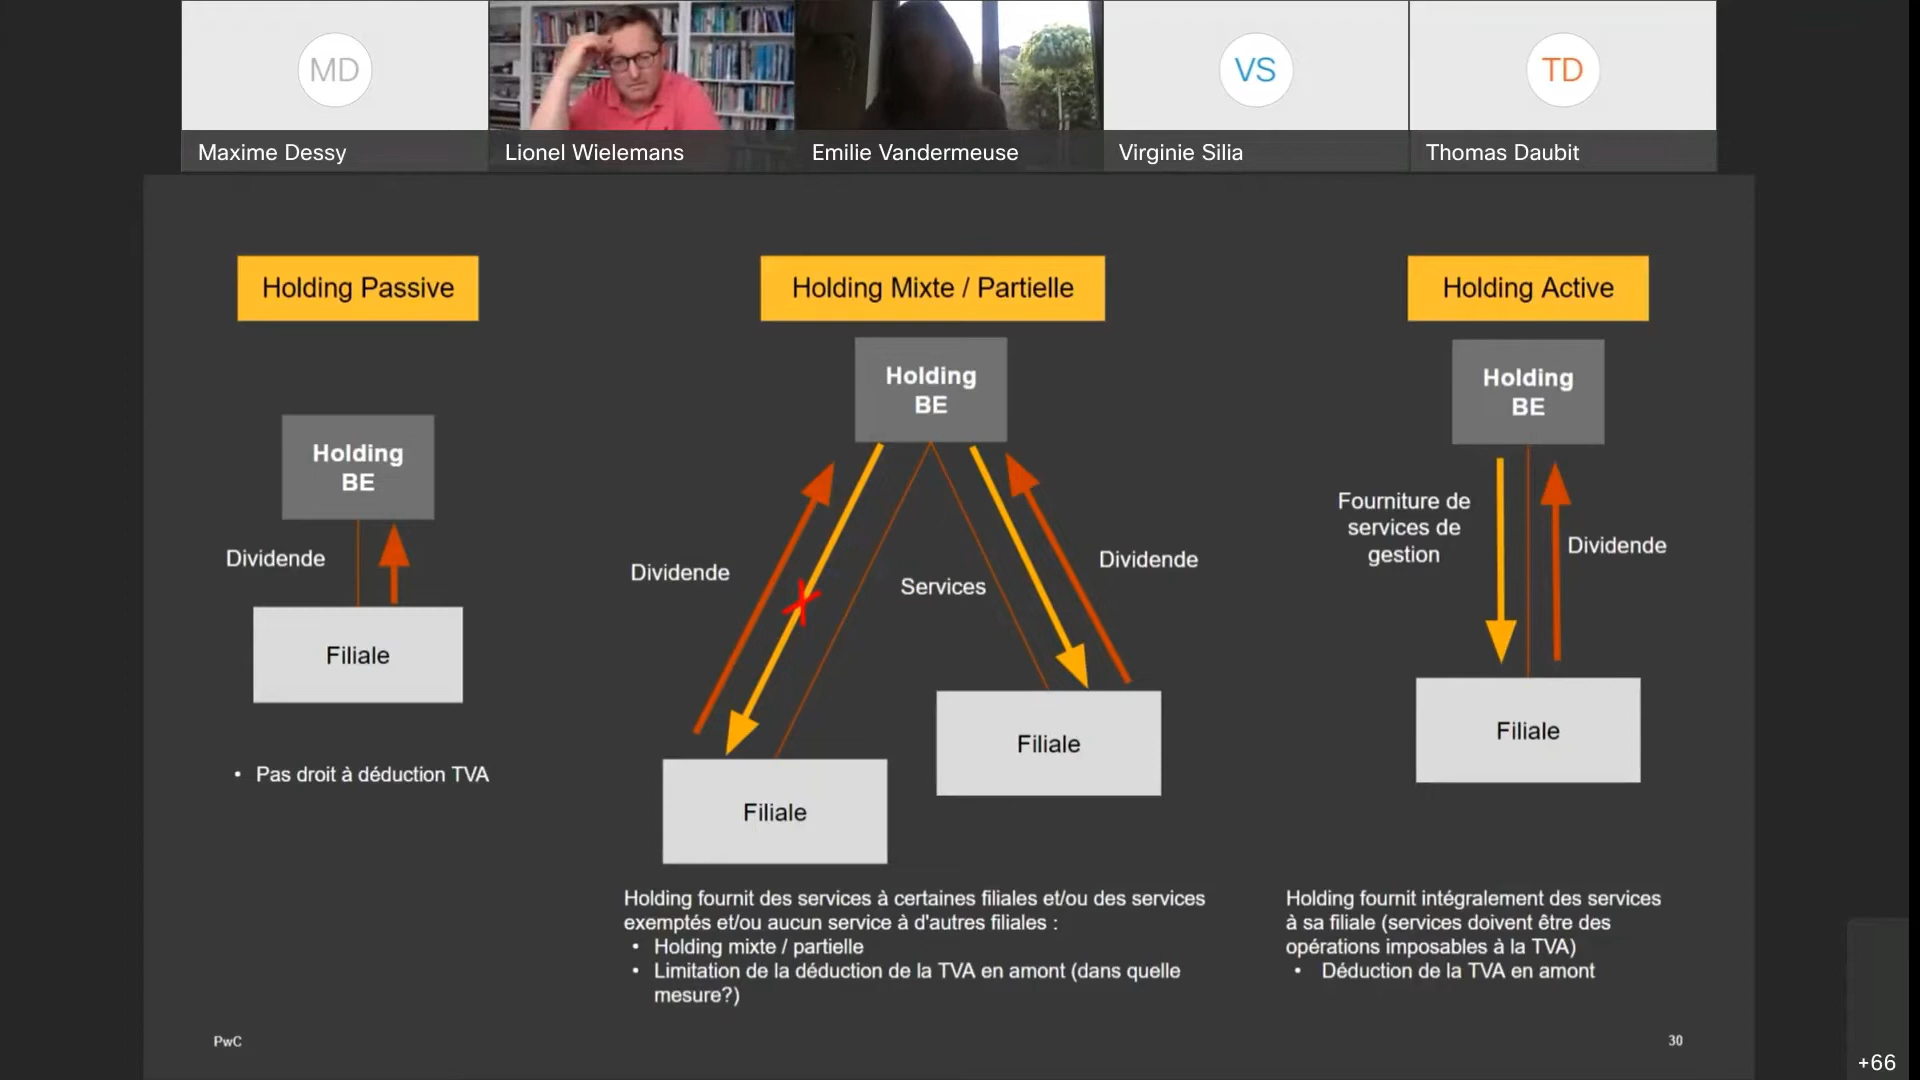 MD
VS
TD
Maxime Dessy
Lionel Wielemans
Emilie Vandermeuse
Virginie Silia
Thomas Daubit
Holding Passive
Holding
BE
Dividende
Filiale
• Pas droit à déduction TVA
Holding Mixte / Partielle
Holding
BE
Dividende
Services
Dividende
Filiale
Filiale
Holding fournit des services à certaines filiales et/ou des services
exemptés et/ou aucun service à d'autres filiales :
• Holding mixte / partielle
• Limitation de la déduction de la TVA en amont (dans quelle
mesure?)
Holding Active
Holding
BE
Fourniture de
services de
gestion
Dividende
Filiale
Holding fournit intégralement des services
à sa filiale (services doivent être des
opérations imposables à la TVA)
• Déduction de la TVA en amont
PwC
30
+66